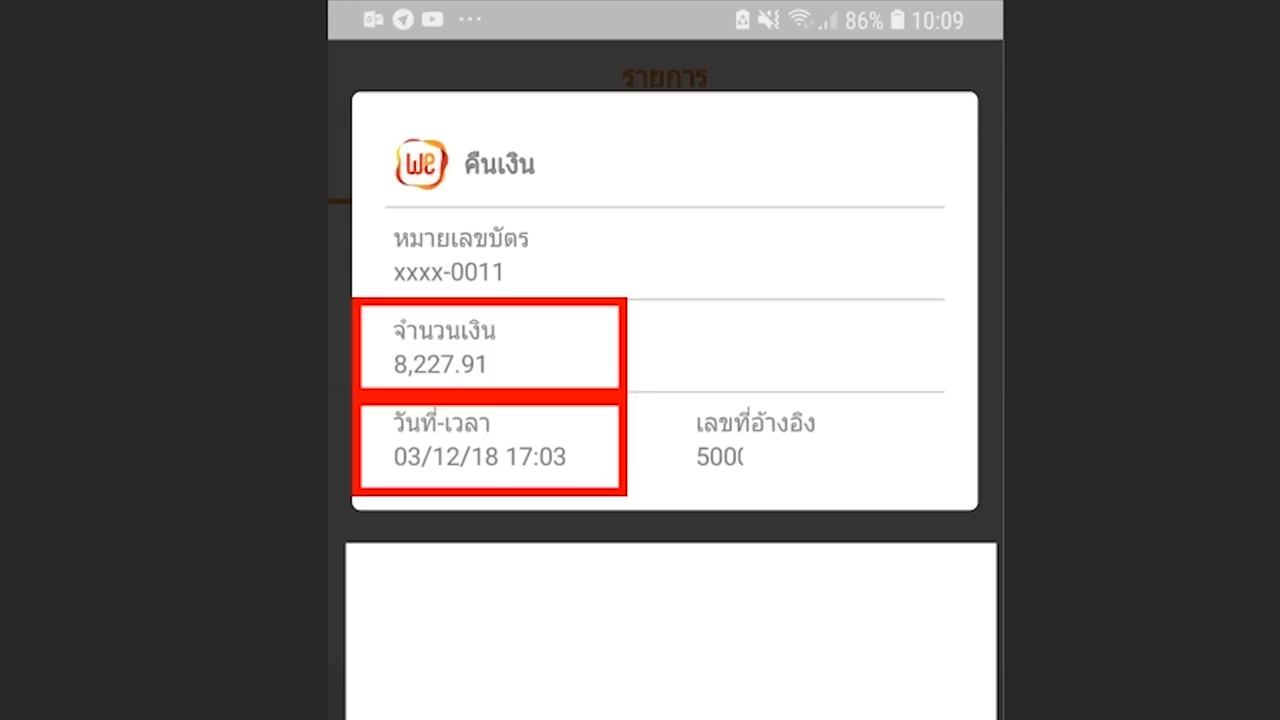 86% 10:09
รายการ
we คืนเงิน
หมายเลขบัตร
xxxx-0011
จำนวนเงิน
8,227.91
วันที่-เวลา
03/12/18 17:03
เลขที่อ้างอิง
500